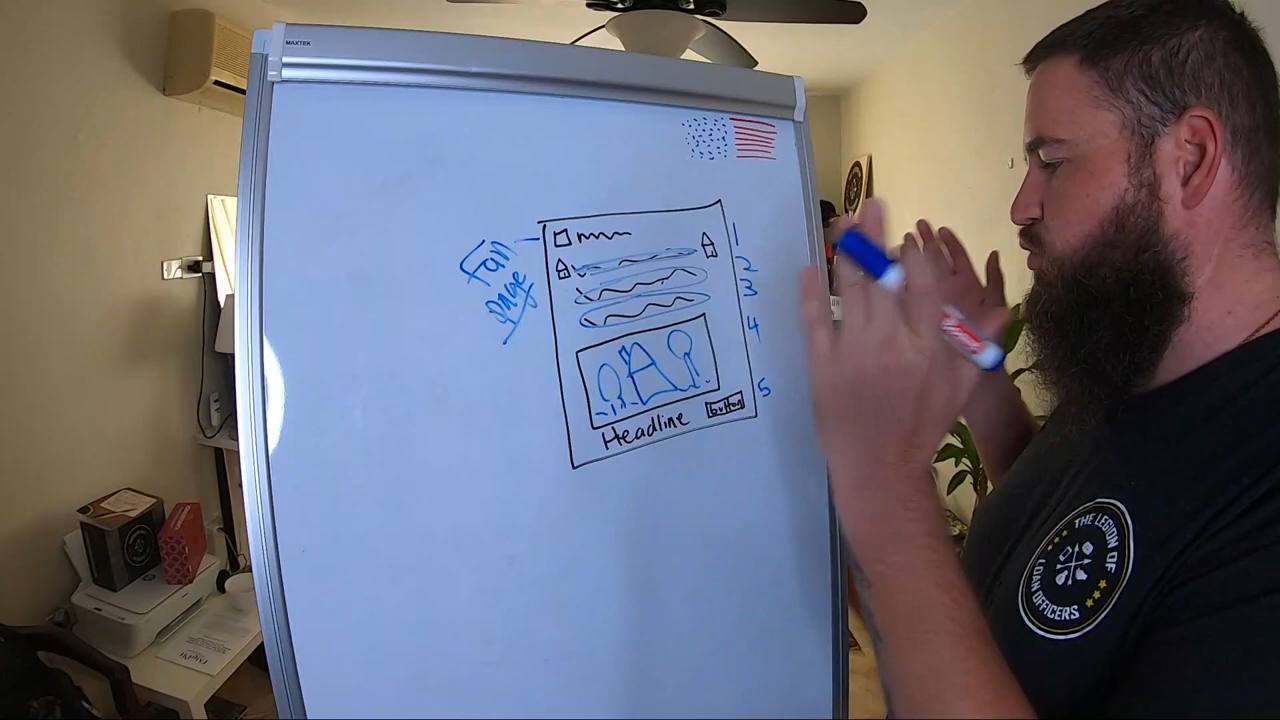 MAXTEK
Fan
page
1
2
3
4
5
Headline
button
THE LEGION OF
LOAN OFFICERS